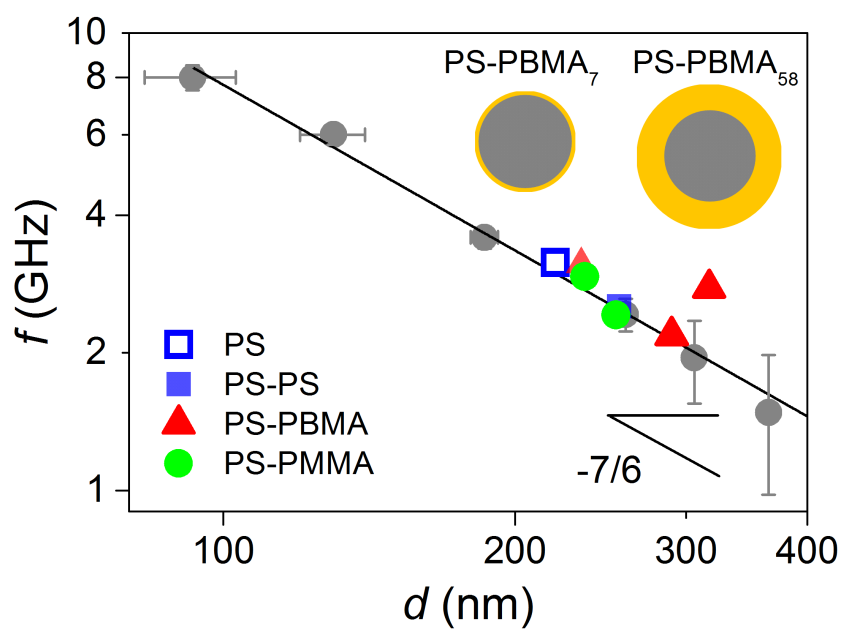 10
8
6
4
2
1
f (GHz)
PS-PBMA₇
PS-PBMA₅₈
PS
PS-PS
PS-PBMA
PS-PMMA
-7/6
100
200
300
400
d (nm)